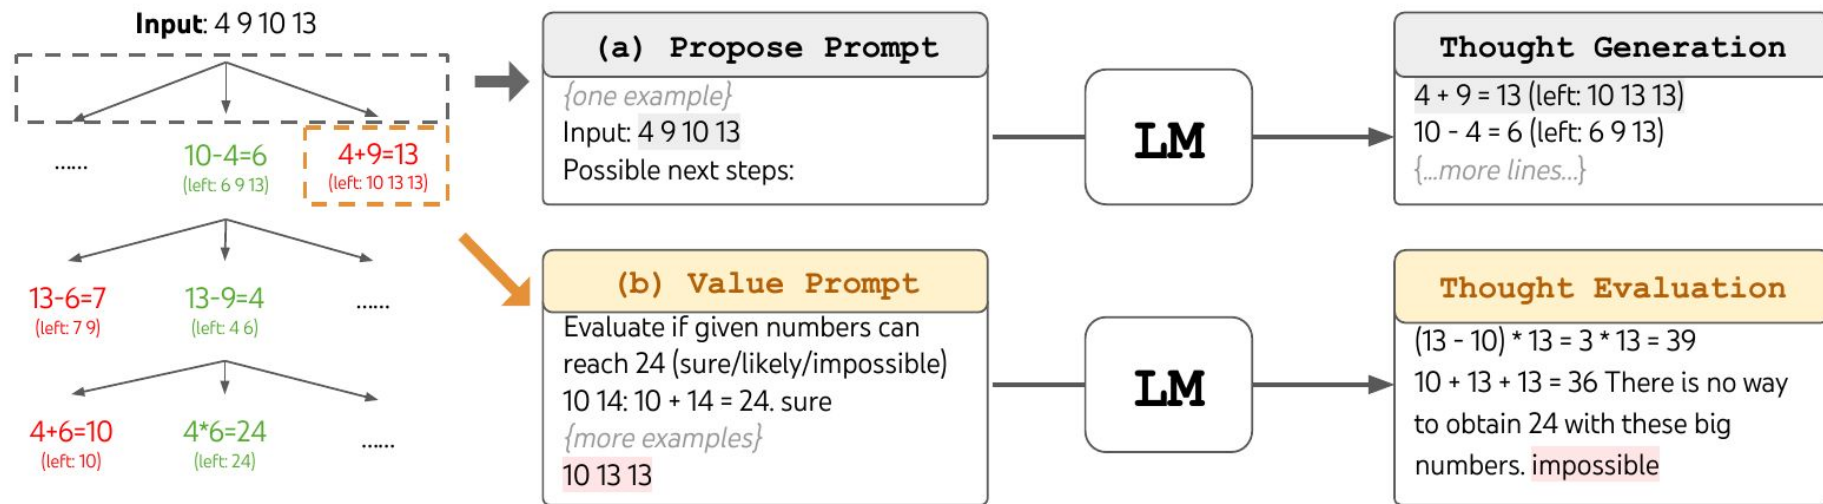 Input: 4 9 10 13
......
10-4=6
(left: 6 9 13)
4+9=13
(left: 10 13 13)
13-6=7
(left: 7 9)
13-9=4
(left: 4 6)
......
4+6=10
(left: 10)
4*6=24
(left: 24)
......
(a) Propose Prompt
{one example}
Input: 4 9 10 13
Possible next steps:
LM
Thought Generation
4 + 9 = 13 (left: 10 13 13)
10 - 4 = 6 (left: 6 9 13)
{...more lines...}
(b) Value Prompt
Evaluate if given numbers can
reach 24 (sure/likely/impossible)
10 14: 10 + 14 = 24. sure
{more examples}
10 13 13
LM
Thought Evaluation
(13 - 10) * 13 = 3 * 13 = 39
10 + 13 + 13 = 36 There is no way
to obtain 24 with these big
numbers. impossible